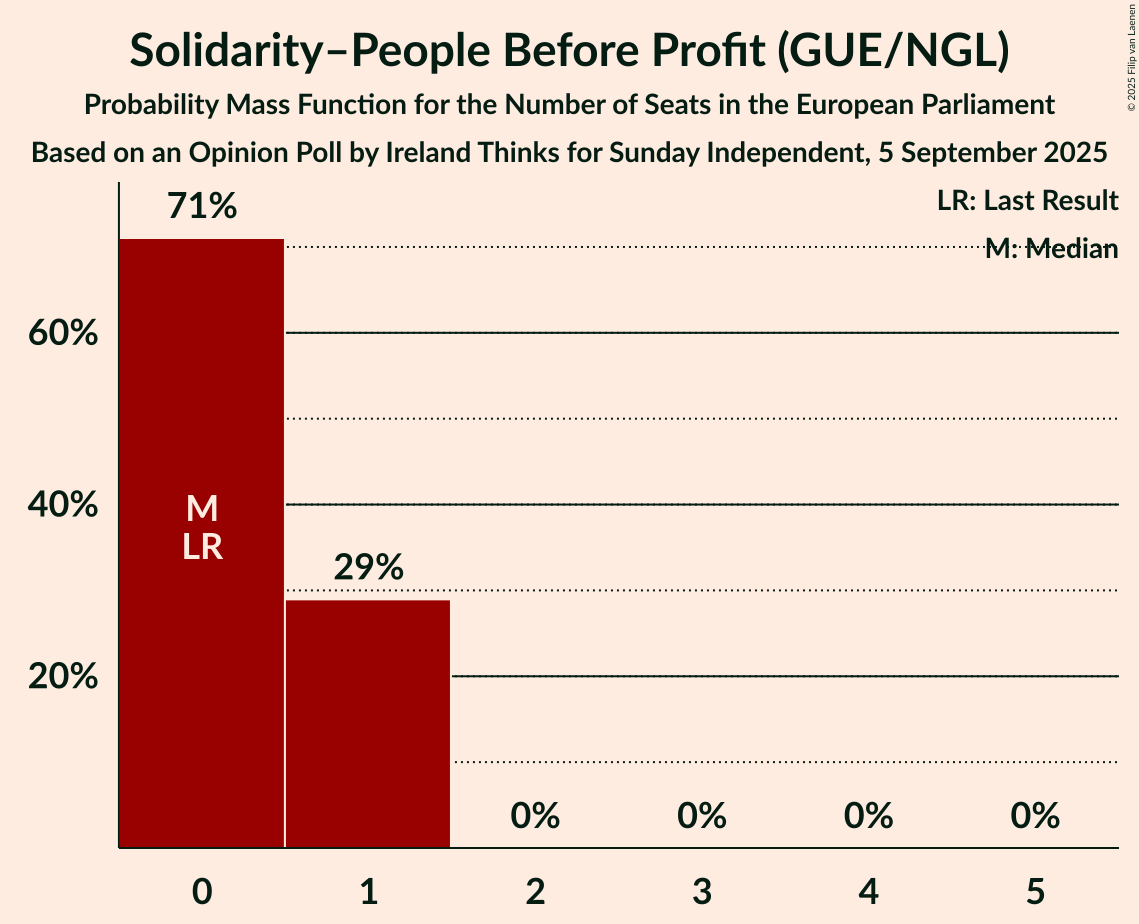 Solidarity–People Before Profit (GUE/NGL)
Probability Mass Function for the Number of Seats in the European Parliament
Based on an Opinion Poll by Ireland Thinks for Sunday Independent, 5 September 2025
© 2025 Filip van Laenen
LR: Last Result
M: Median
71%
60%
40%
20%
M
LR
29%
0%
0%
0%
0%
0
1
2
3
4
5